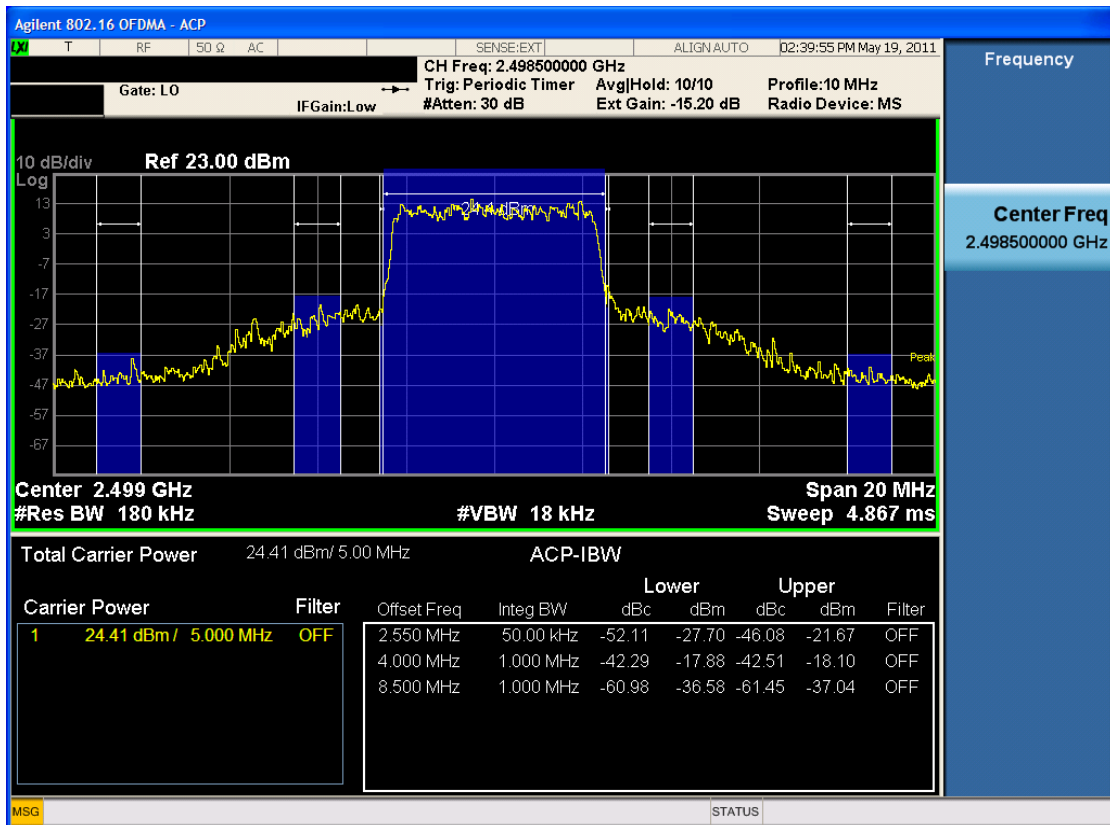 Agilent 802.16 OFDMA - ACP
LXI T RF 50 Ω AC SENSE:EXT ALIGN AUTO 02:39:55 PM May 19, 2011
CH Freq: 2.498500000 GHz
Gate: LO Trig: Periodic Timer Avg|Hold: 10/10 Profile:10 MHz
IFGain:Low #Atten: 30 dB Ext Gain: -15.20 dB Radio Device: MS
Frequency
Center Freq
2.498500000 GHz
10 dB/div Ref 23.00 dBm
Log
24.4 dBm
13
3
-7
-17
-27
-37
Peak
-47
-57
-67
Center 2.499 GHz Span 20 MHz
#Res BW 180 kHz #VBW 18 kHz Sweep 4.867 ms
Total Carrier Power 24.41 dBm/ 5.00 MHz ACP-IBW
Lower Upper
Carrier Power Filter Offset Freq Integ BW dBc dBm dBc dBm Filter
1 24.41 dBm / 5.000 MHz OFF 2.550 MHz 50.00 kHz -52.11 -27.70 -46.08 -21.67 OFF
4.000 MHz 1.000 MHz -42.29 -17.88 -42.51 -18.10 OFF
8.500 MHz 1.000 MHz -60.98 -36.58 -61.45 -37.04 OFF
MSG STATUS